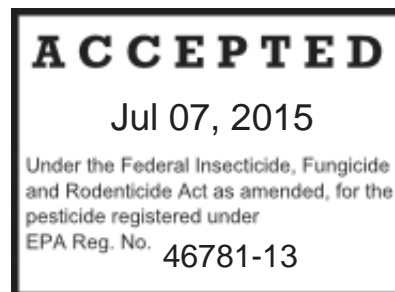 ACCEPTED
Jul 07, 2015
Under the Federal Insecticide, Fungicide
and Rodenticide Act as amended, for the
pesticide registered under
EPA Reg. No. 46781-13